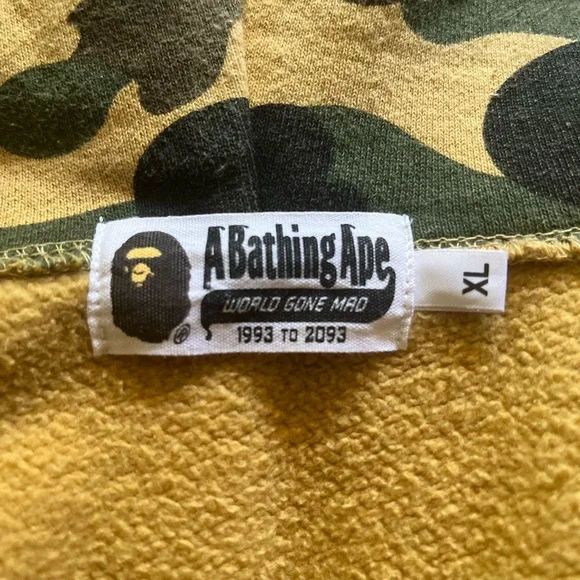 A Bathing Ape
WORLD GONE MAD
1993 TO 2093
®
XL